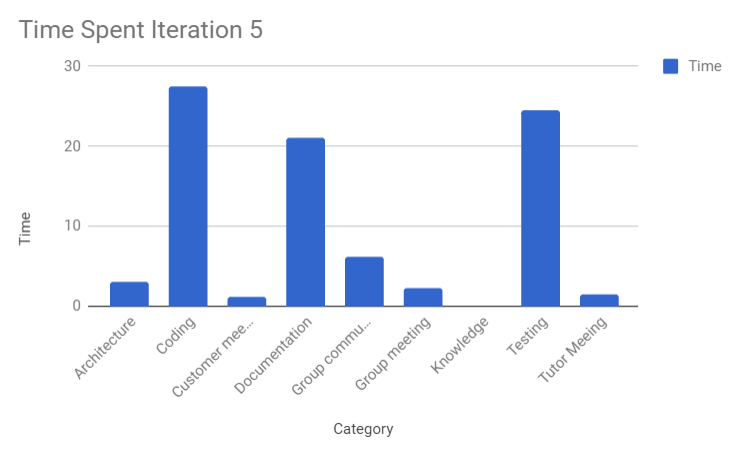 Time Spent Iteration 5
Time
30
20
10
0
Time
Architecture
Coding
Customer mee...
Documentation
Group commu...
Group meeting
Knowledge
Testing
Tutor Meeing
Category